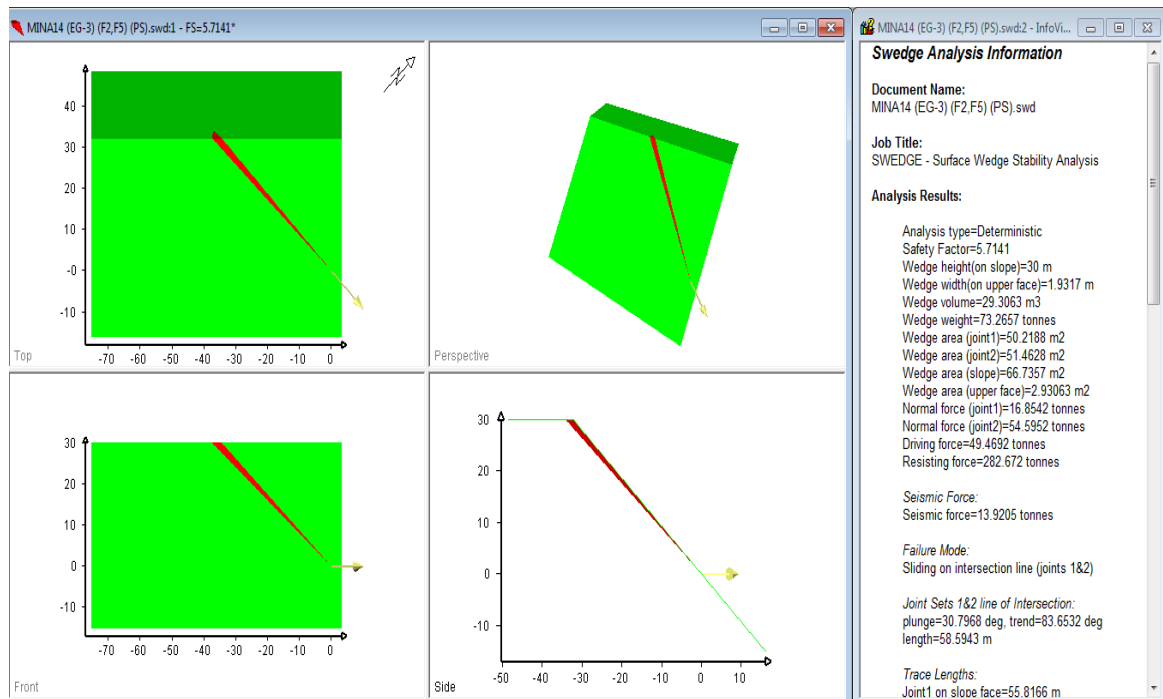 MINA14 (EG-3) (F2,F5) (PS).swd:1 - FS=5.7141*
40
30
20
10
-0
-10
-70 -60 -50 -40 -30 -20 -10 0
Top
N
Perspective
30
20
10
0
-10
-70 -60 -50 -40 -30 -20 -10 0
Front
30
20
10
0
-10
-50 -40 -30 -20 -10 0 10
Side
MINA14 (EG-3) (F2,F5) (PS).swd:2 - InfoVi...
Swedge Analysis Information
Document Name:
MINA14 (EG-3) (F2,F5) (PS).swd
Job Title:
SWEDGE - Surface Wedge Stability Analysis
Analysis Results:
Analysis type=Deterministic
Safety Factor=5.7141
Wedge height(on slope)=30 m
Wedge width(on upper face)=1.9317 m
Wedge volume=29.3063 m3
Wedge weight=73.2657 tonnes
Wedge area (joint1)=50.2188 m2
Wedge area (joint2)=51.4628 m2
Wedge area (slope)=66.7357 m2
Wedge area (upper face)=2.93063 m2
Normal force (joint1)=16.8542 tonnes
Normal force (joint2)=54.5952 tonnes
Driving force=49.4692 tonnes
Resisting force=282.672 tonnes
Seismic Force:
Seismic force=13.9205 tonnes
Failure Mode:
Sliding on intersection line (joints 1&2)
Joint Sets 1&2 line of Intersection:
plunge=30.7968 deg, trend=83.6532 deg
length=58.5943 m
Trace Lengths:
Joint1 on slope face=55.8166 m